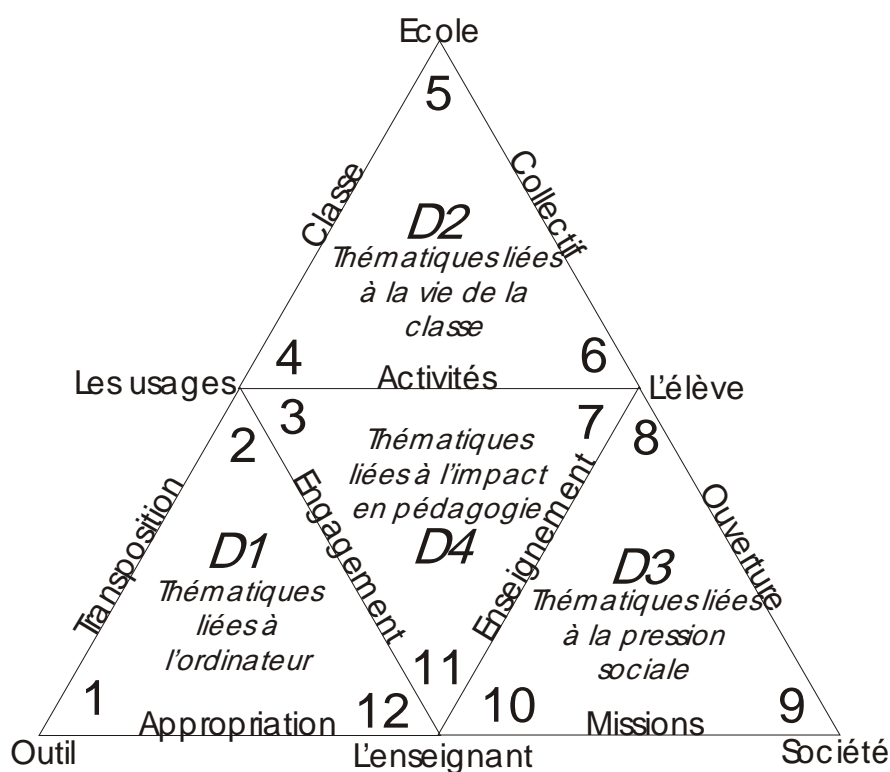 Ecole
5
Classe
Collectif
D2
Thématiques liées
à la vie de la
classe
4
6
Les usages
Activités
L'élève
2
3
7
8
Thématiques
liées à l'impact
en pédagogie
D4
Transposition
Engagement
Enseignement
Ouverture
D1
Thématiques
liées à
l'ordinateur
D3
Thématiques liées
à la pression
sociale
1
Appropriation
12
11
10
Missions
9
Outil
L'enseignant
Société